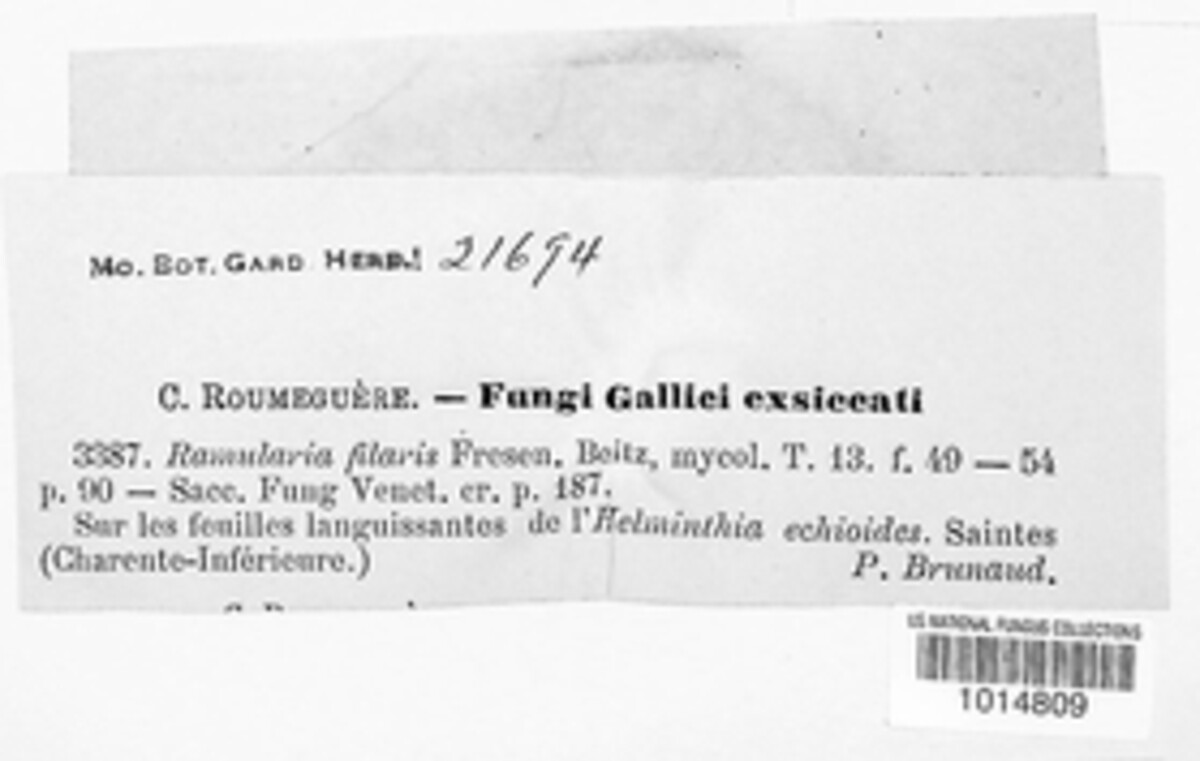 MO. BOT. GARD HERB.! 21694
C. ROUMEGUÈRE. — Fungi Gallici exsiccati
3387. Ramularia filaris Fresen. Beitz, mycol. T. 13. f. 49 — 54
p. 90 — Sacc. Fung Venet. cr. p. 187.
Sur les feuilles languissantes de l'Helminthia echioides. Saintes
(Charente-Inférieure.) P. Brunaud.
US NATIONAL FUNGUS COLLECTIONS
1014809